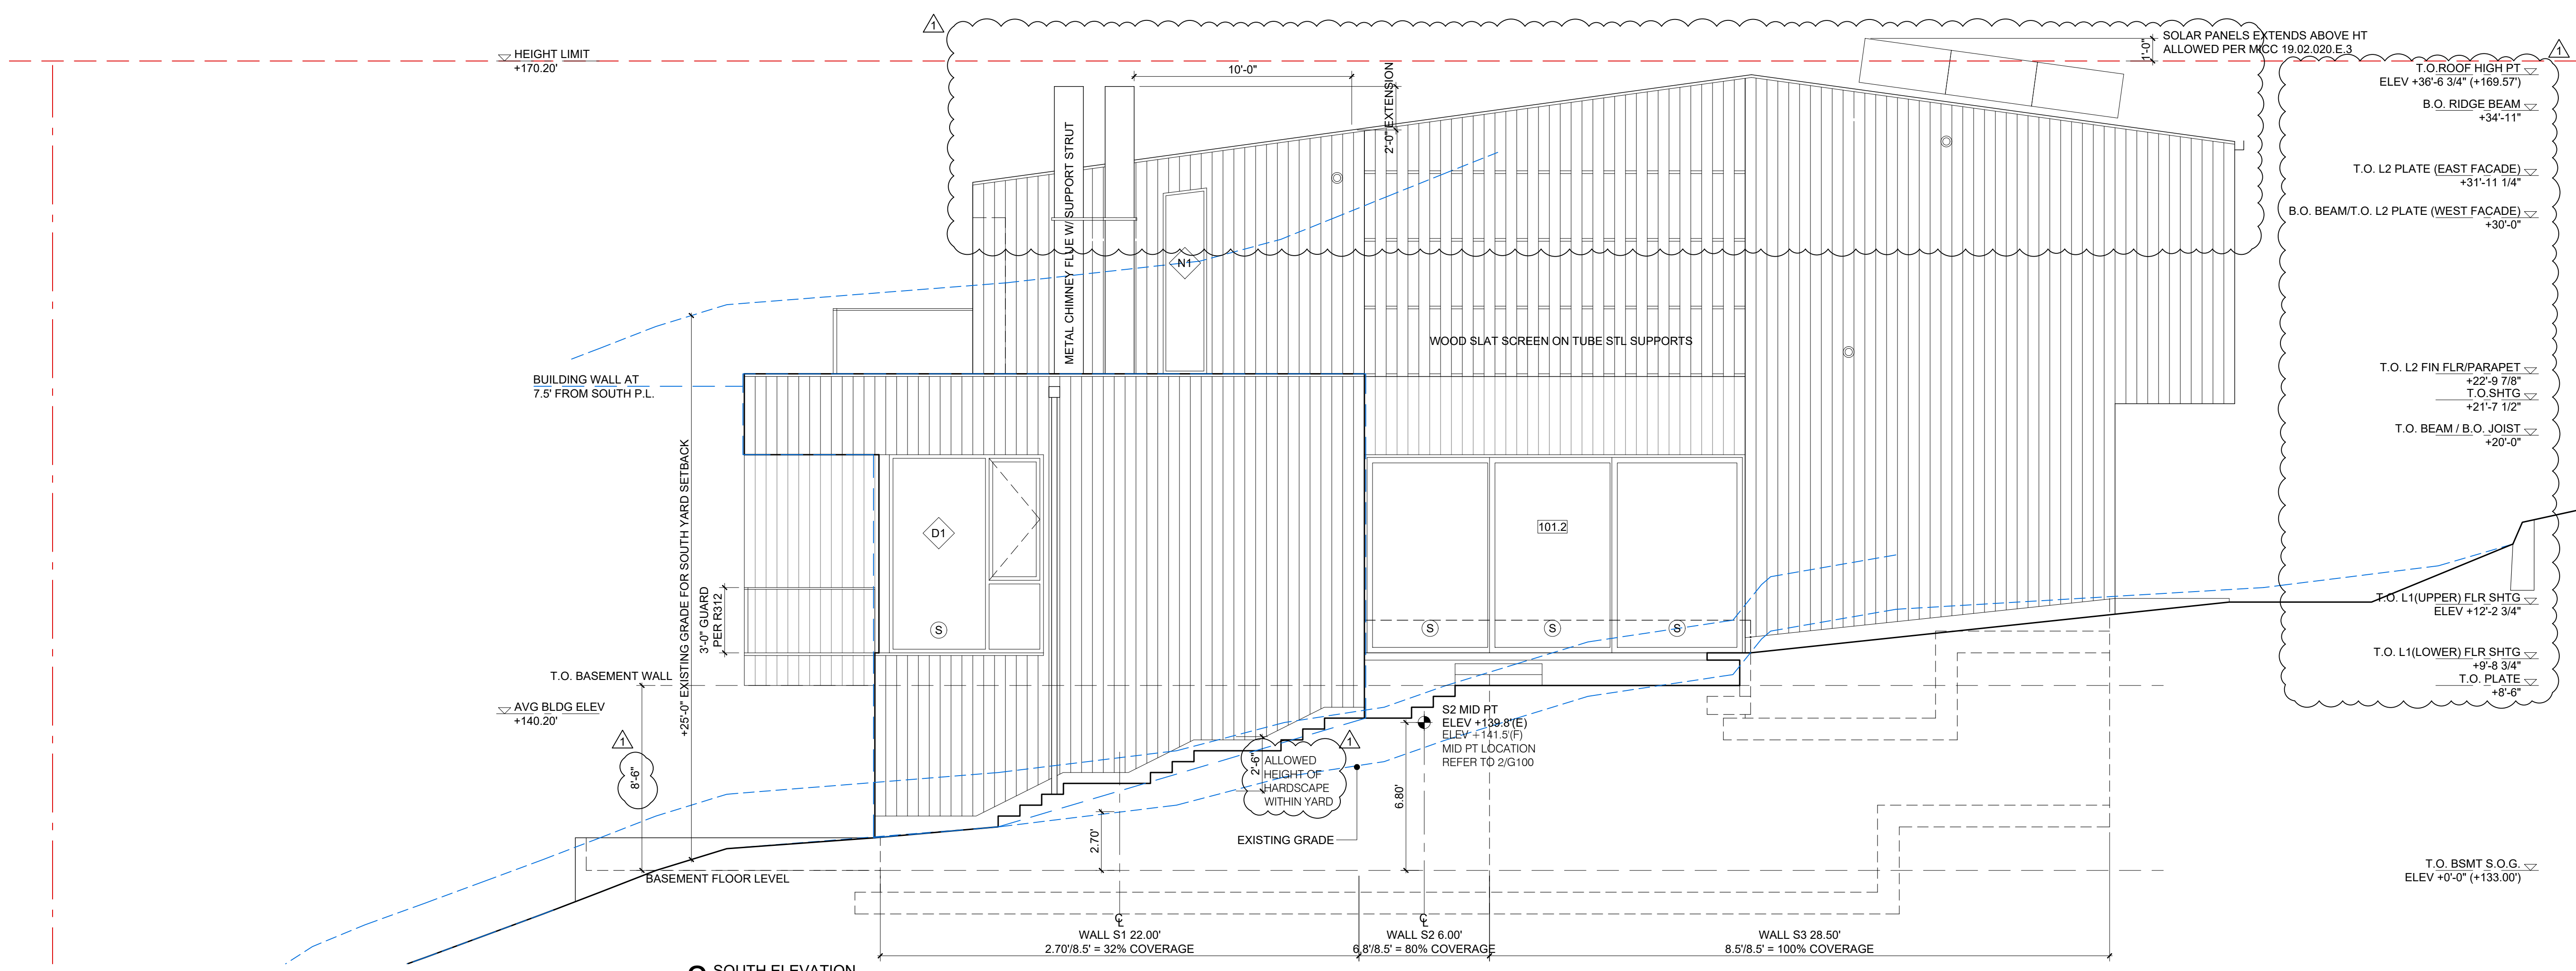 1
HEIGHT LIMIT
+170.20'
10'-0"
2'-0" EXTENSION
1'-0"
SOLAR PANELS EXTENDS ABOVE HT
ALLOWED PER MICC 19.02.020.E.3
1
T.O.ROOF HIGH PT
ELEV +36'-6 3/4" (+169.57')
B.O. RIDGE BEAM
+34'-11"
T.O. L2 PLATE (EAST FACADE)
+31'-11 1/4"
B.O. BEAM/T.O. L2 PLATE (WEST FACADE)
+30'-0"
METAL CHIMNEY FLUE W/ SUPPORT STRUT
N1
WOOD SLAT SCREEN ON TUBE STL SUPPORTS
BUILDING WALL AT
7.5' FROM SOUTH P.L.
T.O. L2 FIN FLR/PARAPET
+22'-9 7/8"
T.O.SHTG
+21'-7 1/2"
T.O. BEAM / B.O. JOIST
+20'-0"
+25'-0" EXISTING GRADE FOR SOUTH YARD SETBACK
3'-0" GUARD
PER R312
D1
101.2
S
S
S
S
T.O. L1(UPPER) FLR SHTG
ELEV +12'-2 3/4"
T.O. L1(LOWER) FLR SHTG
+9'-8 3/4"
T.O. PLATE
+8'-6"
T.O. BASEMENT WALL
AVG BLDG ELEV
+140.20'
1
8'-6"
S2 MID PT
ELEV +139.8'(E)
ELEV +141.5'(F)
MID PT LOCATION
REFER TO 2/G100
1
2'-6"
ALLOWED
HEIGHT OF
HARDSCAPE
WITHIN YARD
2.70'
6.80'
EXISTING GRADE
BASEMENT FLOOR LEVEL
T.O. BSMT S.O.G.
ELEV +0'-0" (+133.00')
WALL S1 22.00'
2.70'/8.5' = 32% COVERAGE
WALL S2 6.00'
6.8'/8.5' = 80% COVERAGE
WALL S3 28.50'
8.5'/8.5' = 100% COVERAGE
SOUTH ELEVATION